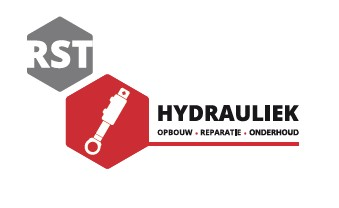 RST
HYDRAULIEK
OPBOUW • REPARATIE • ONDERHOUD